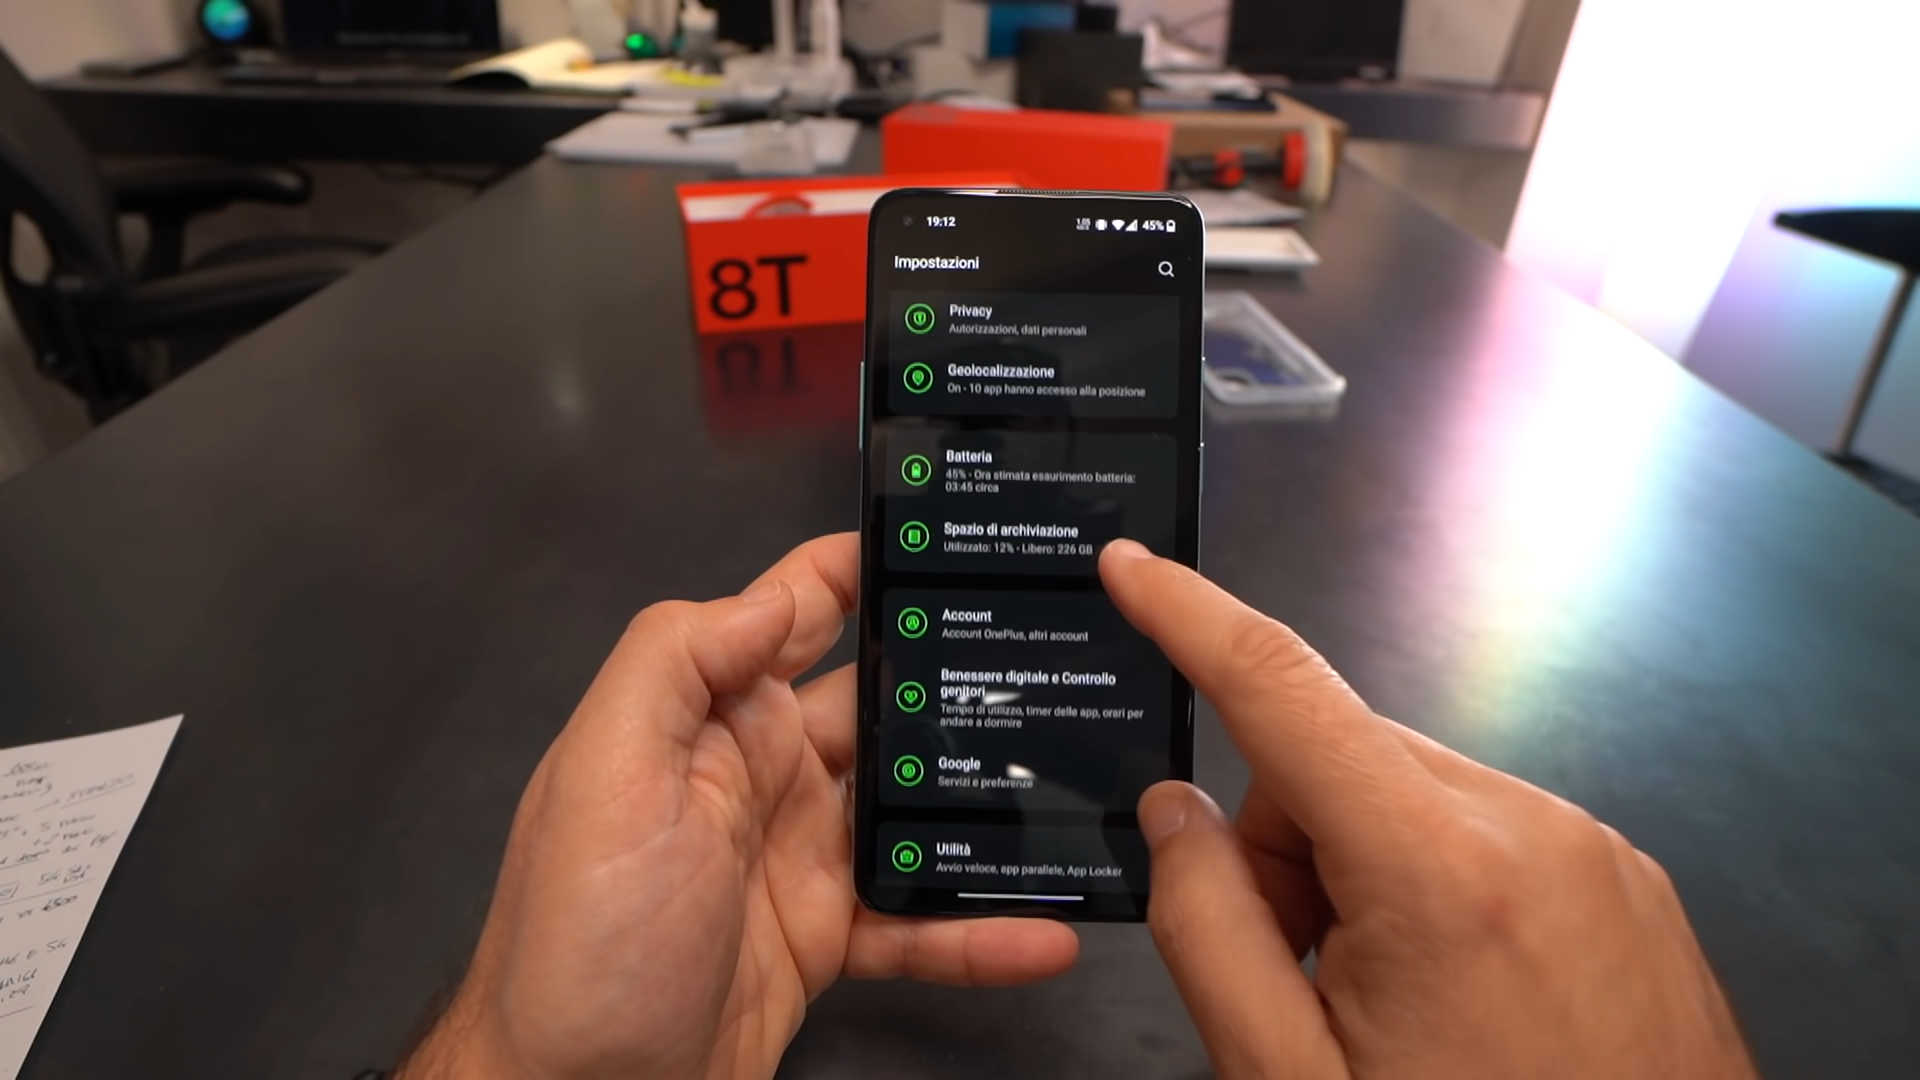 8T
19:12
45%
Impostazioni
Privacy
Autorizzazioni, dati personali
Geolocalizzazione
On - 10 app hanno accesso alla posizione
Batteria
45% - Ora stimata esaurimento batteria:
03:45 circa
Spazio di archiviazione
Utilizzato: 12% - Libero: 226 GB
Account
Account OnePlus, altri account
Benessere digitale e Controllo
genitori
Tempo di utilizzo, timer delle app, orari per
andare a dormire
Google
Servizi e preferenze
Utilità
Avvio veloce, app parallele, App Locker